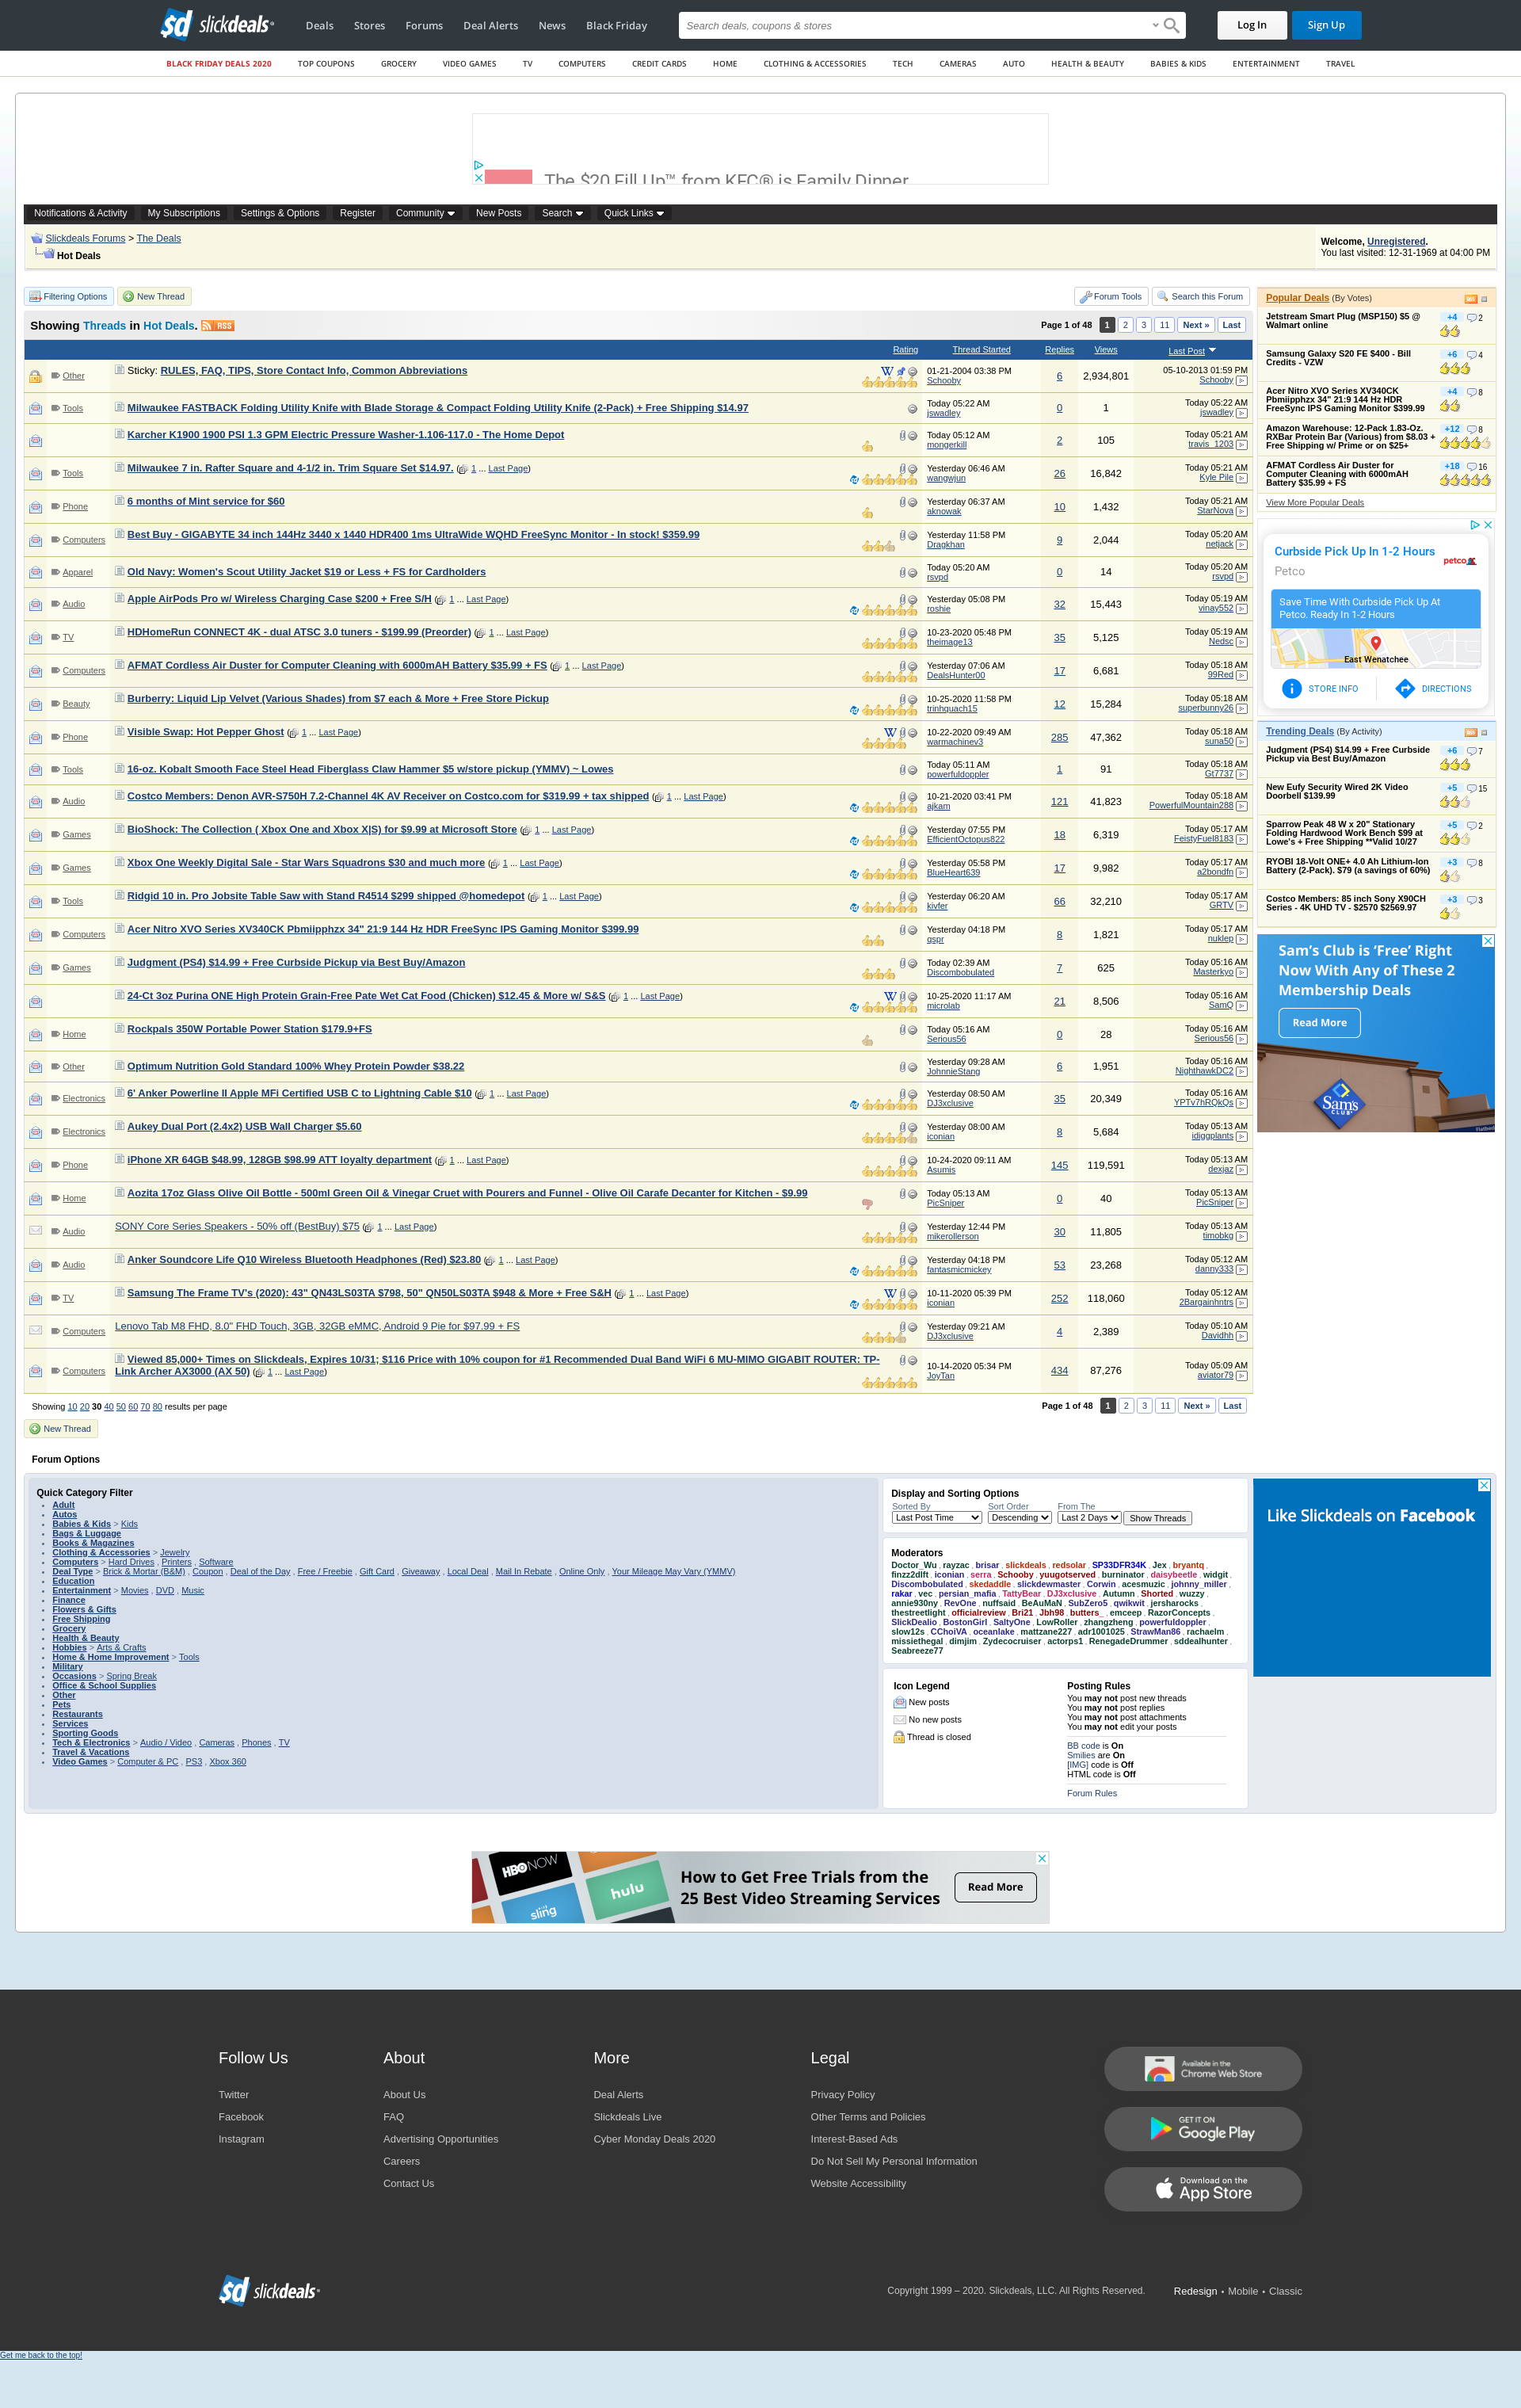 slickdeals
Deals Stores Forums Deal Alerts News Black Friday
Search deals, coupons & stores
Log In Sign Up
BLACK FRIDAY DEALS 2020 TOP COUPONS GROCERY VIDEO GAMES TV COMPUTERS CREDIT CARDS HOME CLOTHING & ACCESSORIES TECH CAMERAS AUTO HEALTH & BEAUTY BABIES & KIDS ENTERTAINMENT TRAVEL
The $20 Fill Up™ from KFC® is Family Dinner
Notifications & Activity My Subscriptions Settings & Options Register Community New Posts Search Quick Links
Slickdeals Forums > The Deals
Hot Deals
Welcome, Unregistered.
You last visited: 12-31-1969 at 04:00 PM
Filtering Options New Thread
Forum Tools Search this Forum
Showing Threads in Hot Deals. RSS
Page 1 of 48 1 2 3 11 Next » Last
Rating Thread Started Replies Views Last Post
Other Sticky: RULES, FAQ, TIPS, Store Contact Info, Common Abbreviations 01-21-2004 03:38 PM Schooby 6 2,934,801 05-10-2013 01:59 PM Schooby
Tools Milwaukee FASTBACK Folding Utility Knife with Blade Storage & Compact Folding Utility Knife (2-Pack) + Free Shipping $14.97 Today 05:22 AM jswadley 0 1 Today 05:22 AM jswadley
Karcher K1900 1900 PSI 1.3 GPM Electric Pressure Washer-1.106-117.0 - The Home Depot Today 05:12 AM mongerkill 2 105 Today 05:21 AM travis_1203
Tools Milwaukee 7 in. Rafter Square and 4-1/2 in. Trim Square Set $14.97. ( 1 ... Last Page) Yesterday 06:46 AM wangwjun 26 16,842 Today 05:21 AM Kyle Pile
Phone 6 months of Mint service for $60 Yesterday 06:37 AM aknowak 10 1,432 Today 05:21 AM StarNova
Computers Best Buy - GIGABYTE 34 inch 144Hz 3440 x 1440 HDR400 1ms UltraWide WQHD FreeSync Monitor - In stock! $359.99 Yesterday 11:58 PM Dragkhan 9 2,044 Today 05:20 AM netjack
Apparel Old Navy: Women's Scout Utility Jacket $19 or Less + FS for Cardholders Today 05:20 AM rsvpd 0 14 Today 05:20 AM rsvpd
Audio Apple AirPods Pro w/ Wireless Charging Case $200 + Free S/H ( 1 ... Last Page) Yesterday 05:08 PM roshie 32 15,443 Today 05:19 AM vinay552
TV HDHomeRun CONNECT 4K - dual ATSC 3.0 tuners - $199.99 (Preorder) ( 1 ... Last Page) 10-23-2020 05:48 PM theimage13 35 5,125 Today 05:19 AM Nedsc
Computers AFMAT Cordless Air Duster for Computer Cleaning with 6000mAH Battery $35.99 + FS ( 1 ... Last Page) Yesterday 07:06 AM DealsHunter00 17 6,681 Today 05:18 AM 99Red
Beauty Burberry: Liquid Lip Velvet (Various Shades) from $7 each & More + Free Store Pickup 10-25-2020 11:58 PM trinhquach15 12 15,284 Today 05:18 AM superbunny26
Phone Visible Swap: Hot Pepper Ghost ( 1 ... Last Page) 10-22-2020 09:49 AM warmachinev3 285 47,362 Today 05:18 AM suna50
Tools 16-oz. Kobalt Smooth Face Steel Head Fiberglass Claw Hammer $5 w/store pickup (YMMV) ~ Lowes Today 05:11 AM powerfuldoppler 1 91 Today 05:18 AM Gt7737
Audio Costco Members: Denon AVR-S750H 7.2-Channel 4K AV Receiver on Costco.com for $319.99 + tax shipped ( 1 ... Last Page) 10-21-2020 03:41 PM ajkam 121 41,823 Today 05:18 AM PowerfulMountain288
Games BioShock: The Collection ( Xbox One and Xbox X|S) for $9.99 at Microsoft Store ( 1 ... Last Page) Yesterday 07:55 PM EfficientOctopus822 18 6,319 Today 05:17 AM FeistyFuel8183
Games Xbox One Weekly Digital Sale - Star Wars Squadrons $30 and much more ( 1 ... Last Page) Yesterday 05:58 PM BlueHeart639 17 9,982 Today 05:17 AM a2bondfn
Tools Ridgid 10 in. Pro Jobsite Table Saw with Stand R4514 $299 shipped @homedepot ( 1 ... Last Page) Yesterday 06:20 AM kivfer 66 32,210 Today 05:17 AM GRTV
Computers Acer Nitro XVO Series XV340CK Pbmiipphzx 34" 21:9 144 Hz HDR FreeSync IPS Gaming Monitor $399.99 Yesterday 04:18 PM qspr 8 1,821 Today 05:17 AM nuklep
Games Judgment (PS4) $14.99 + Free Curbside Pickup via Best Buy/Amazon Today 02:39 AM Discombobulated 7 625 Today 05:16 AM Masterkyo
24-Ct 3oz Purina ONE High Protein Grain-Free Pate Wet Cat Food (Chicken) $12.45 & More w/ S&S ( 1 ... Last Page) 10-25-2020 11:17 AM microlab 21 8,506 Today 05:16 AM SamQ
Home Rockpals 350W Portable Power Station $179.9+FS Today 05:16 AM Serious56 0 28 Today 05:16 AM Serious56
Other Optimum Nutrition Gold Standard 100% Whey Protein Powder $38.22 Yesterday 09:28 AM JohnnieStang 6 1,951 Today 05:16 AM NighthawkDC2
Electronics 6' Anker Powerline II Apple MFi Certified USB C to Lightning Cable $10 ( 1 ... Last Page) Yesterday 08:50 AM DJ3xclusive 35 20,349 Today 05:16 AM YPTv7hRQkQs
Electronics Aukey Dual Port (2.4x2) USB Wall Charger $5.60 Yesterday 08:00 AM iconian 8 5,684 Today 05:13 AM idiggplants
Phone iPhone XR 64GB $48.99, 128GB $98.99 ATT loyalty department ( 1 ... Last Page) 10-24-2020 09:11 AM Asumis 145 119,591 Today 05:13 AM dexjaz
Home Aozita 17oz Glass Olive Oil Bottle - 500ml Green Oil & Vinegar Cruet with Pourers and Funnel - Olive Oil Carafe Decanter for Kitchen - $9.99 Today 05:13 AM PicSniper 0 40 Today 05:13 AM PicSniper
Audio SONY Core Series Speakers - 50% off (BestBuy) $75 ( 1 ... Last Page) Yesterday 12:44 PM mikerollerson 30 11,805 Today 05:13 AM timobkg
Audio Anker Soundcore Life Q10 Wireless Bluetooth Headphones (Red) $23.80 ( 1 ... Last Page) Yesterday 04:18 PM fantasmicmickey 53 23,268 Today 05:12 AM danny333
TV Samsung The Frame TV's (2020): 43" QN43LS03TA $798, 50" QN50LS03TA $948 & More + Free S&H ( 1 ... Last Page) 10-11-2020 05:39 PM iconian 252 118,060 Today 05:12 AM 2Bargainhntrs
Computers Lenovo Tab M8 FHD, 8.0" FHD Touch, 3GB, 32GB eMMC, Android 9 Pie for $97.99 + FS Yesterday 09:21 AM DJ3xclusive 4 2,389 Today 05:10 AM Davidhh
Computers Viewed 85,000+ Times on Slickdeals, Expires 10/31; $116 Price with 10% coupon for #1 Recommended Dual Band WiFi 6 MU-MIMO GIGABIT ROUTER: TP-
Link Archer AX3000 (AX 50) ( 1 ... Last Page) 10-14-2020 05:34 PM JoyTan 434 87,276 Today 05:09 AM aviator79
Showing 10 20 30 40 50 60 70 80 results per page
Page 1 of 48 1 2 3 11 Next » Last
New Thread
Popular Deals (By Votes)
Jetstream Smart Plug (MSP150) $5 @ Walmart online +4 2
Samsung Galaxy S20 FE $400 - Bill Credits - VZW +6 4
Acer Nitro XVO Series XV340CK Pbmiipphzx 34" 21:9 144 Hz HDR FreeSync IPS Gaming Monitor $399.99 +4 8
Amazon Warehouse: 12-Pack 1.83-Oz. RXBar Protein Bar (Various) from $8.03 + Free Shipping w/ Prime or on $25+ +12 8
AFMAT Cordless Air Duster for Computer Cleaning with 6000mAH Battery $35.99 + FS +18 16
View More Popular Deals
Curbside Pick Up In 1-2 Hours
Petco
petco
Save Time With Curbside Pick Up At
Petco. Ready In 1-2 Hours
East Wenatchee
STORE INFO DIRECTIONS
Trending Deals (By Activity)
Judgment (PS4) $14.99 + Free Curbside Pickup via Best Buy/Amazon +6 7
New Eufy Security Wired 2K Video Doorbell $139.99 +5 15
Sparrow Peak 48 W x 20" Stationary Folding Hardwood Work Bench $99 at Lowe's + Free Shipping **Valid 10/27 +5 2
RYOBI 18-Volt ONE+ 4.0 Ah Lithium-Ion Battery (2-Pack). $79 (a savings of 60%) +3 8
Costco Members: 85 inch Sony X90CH Series - 4K UHD TV - $2570 $2569.97 +3 3
Sam's Club is 'Free' Right
Now With Any of These 2
Membership Deals
Read More
Sam's Club
Forum Options
Quick Category Filter
Adult
Autos
Babies & Kids > Kids
Bags & Luggage
Books & Magazines
Clothing & Accessories > Jewelry
Computers > Hard Drives , Printers , Software
Deal Type > Brick & Mortar (B&M) , Coupon , Deal of the Day , Free / Freebie , Gift Card , Giveaway , Local Deal , Mail In Rebate , Online Only , Your Mileage May Vary (YMMV)
Education
Entertainment > Movies , DVD , Music
Finance
Flowers & Gifts
Free Shipping
Grocery
Health & Beauty
Hobbies > Arts & Crafts
Home & Home Improvement > Tools
Military
Occasions > Spring Break
Office & School Supplies
Other
Pets
Restaurants
Services
Sporting Goods
Tech & Electronics > Audio / Video , Cameras , Phones , TV
Travel & Vacations
Video Games > Computer & PC , PS3 , Xbox 360
Display and Sorting Options
Sorted By Sort Order From The
Last Post Time Descending Last 2 Days Show Threads
Moderators
Doctor_Wu , rayzac , brisar , slickdeals , redsolar , SP33DFR34K , Jex , bryantq ,
finzz2dlft , iconian , serra , Schooby , yuugotserved , burninator , daisybeetle , widgit ,
Discombobulated , skedaddle , slickdewmaster , Corwin , acesmuzic , johnny_miller ,
rakar , vec , persian_mafia , TattyBear , DJ3xclusive , Autumn , Shorted , wuzzy ,
annie930ny , RevOne , nuffsaid , BeAuMaN , SubZero5 , qwikwit , jersharocks ,
thestreetlight , officialreview , Bri21 , Jbh98 , butters_ , emceep , RazorConcepts ,
SlickDealio , BostonGirl , SaltyOne , LowRoller , zhangzheng , powerfuldoppler ,
slow12s , CChoiVA , oceanlake , mattzane227 , adr1001025 , StrawMan86 , rachaelm ,
missiethegal , dimjim , Zydecocruiser , actorps1 , RenegadeDrummer , sddealhunter ,
Seabreeze77
Icon Legend
New posts
No new posts
Thread is closed
Posting Rules
You may not post new threads
You may not post replies
You may not post attachments
You may not edit your posts
BB code is On
Smilies are On
[IMG] code is Off
HTML code is Off
Forum Rules
Like Slickdeals on Facebook
HBO NOW sling hulu
How to Get Free Trials from the
25 Best Video Streaming Services
Read More
Follow Us About More Legal
Twitter
Facebook
Instagram
About Us
FAQ
Advertising Opportunities
Careers
Contact Us
Deal Alerts
Slickdeals Live
Cyber Monday Deals 2020
Privacy Policy
Other Terms and Policies
Interest-Based Ads
Do Not Sell My Personal Information
Website Accessibility
Available in the
Chrome Web Store
GET IT ON
Google Play
Download on the
App Store
slickdeals
Copyright 1999 – 2020. Slickdeals, LLC. All Rights Reserved. Redesign • Mobile • Classic
Get me back to the top!